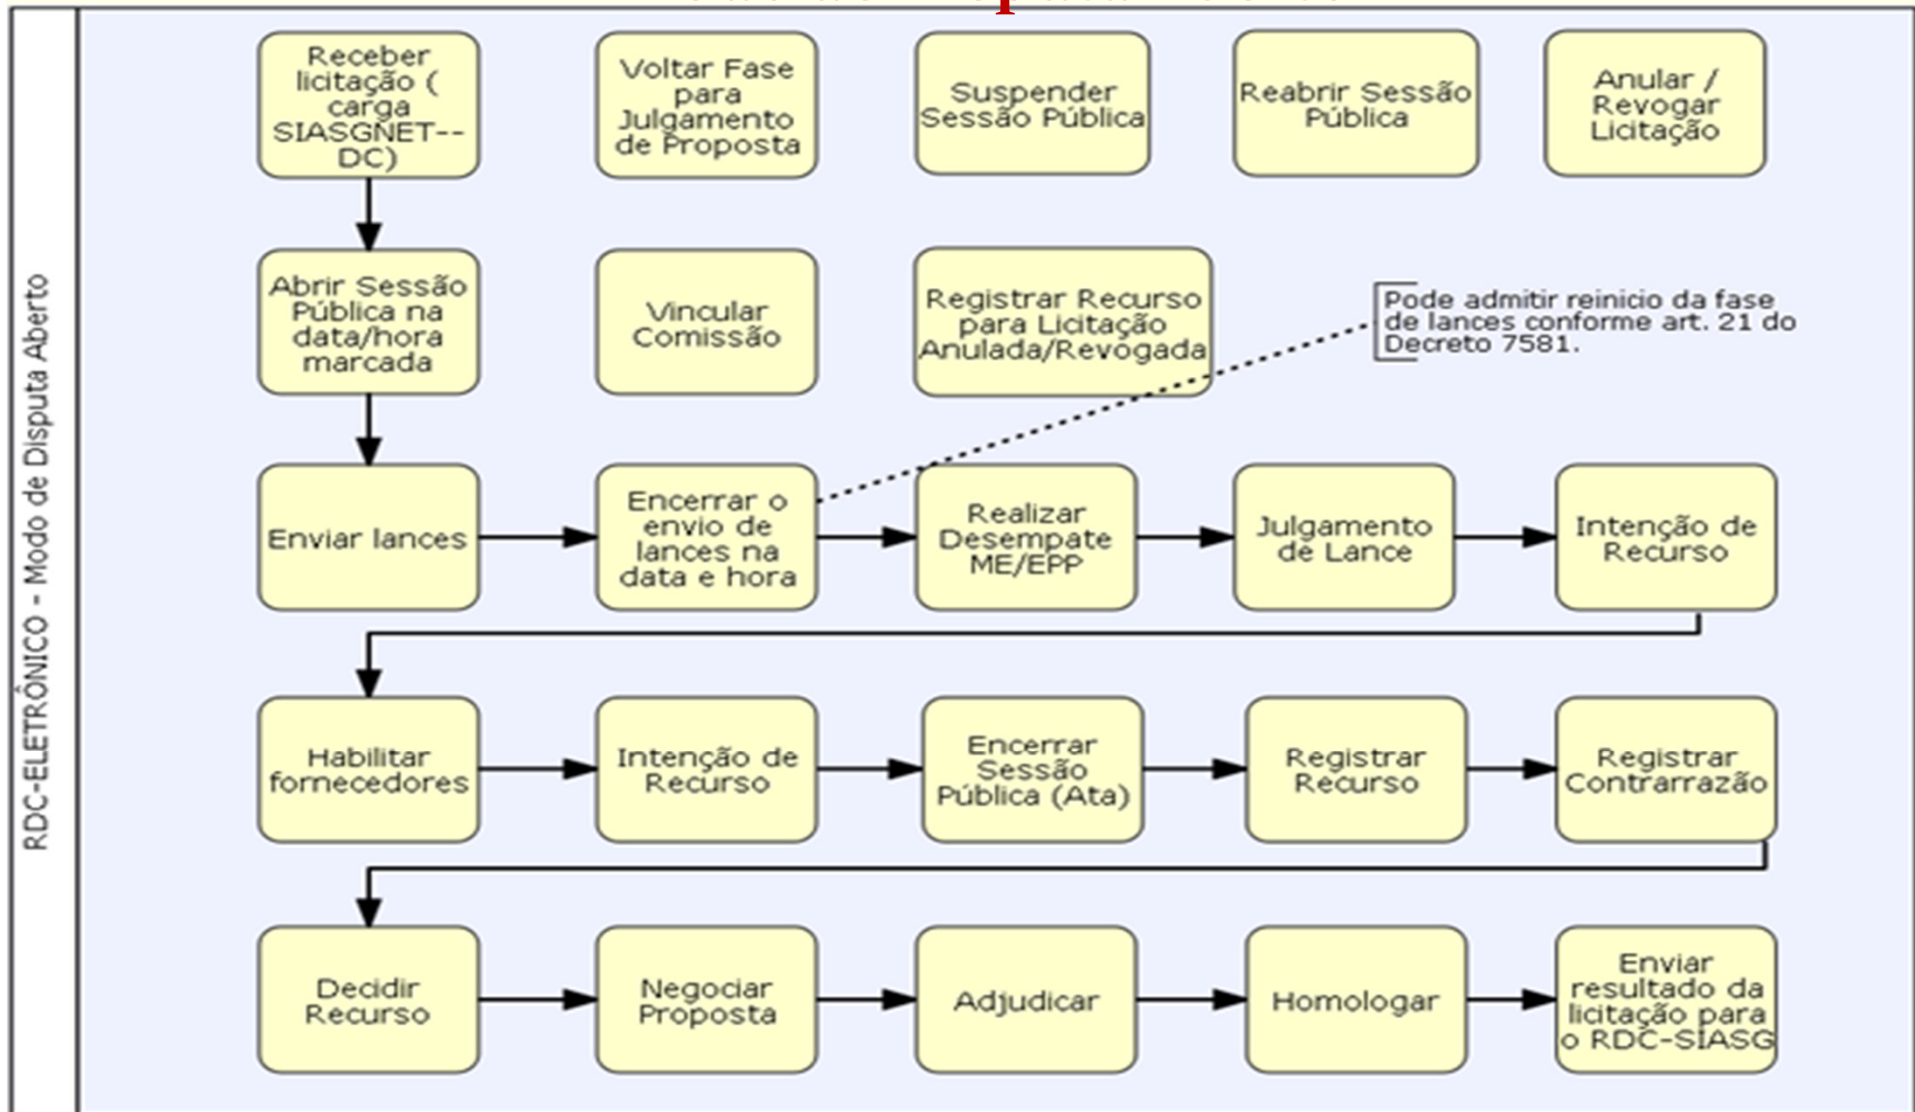 RDC-ELETRÔNICO - Modo de Disputa Aberto
Receber
licitação (
carga
SIASGNET--
DC)
Voltar Fase
para
Julgamento
de Proposta
Suspender
Sessão Pública
Reabrir Sessão
Pública
Anular /
Revogar
Licitação
Abrir Sessão
Pública na
data/hora
marcada
Vincular
Comissão
Registrar Recurso
para Licitação
Anulada/Revogada
Pode admitir reinicio da fase
de lances conforme art. 21 do
Decreto 7581.
Enviar lances
Encerrar o
envio de
lances na
data e hora
Realizar
Desempate
ME/EPP
Julgamento
de Lance
Intenção de
Recurso
Habilitar
fornecedores
Intenção de
Recurso
Encerrar
Sessão
Pública (Ata)
Registrar
Recurso
Registrar
Contrarrazão
Decidir
Recurso
Negociar
Proposta
Adjudicar
Homologar
Enviar
resultado da
licitação para
o RDC-SIASG